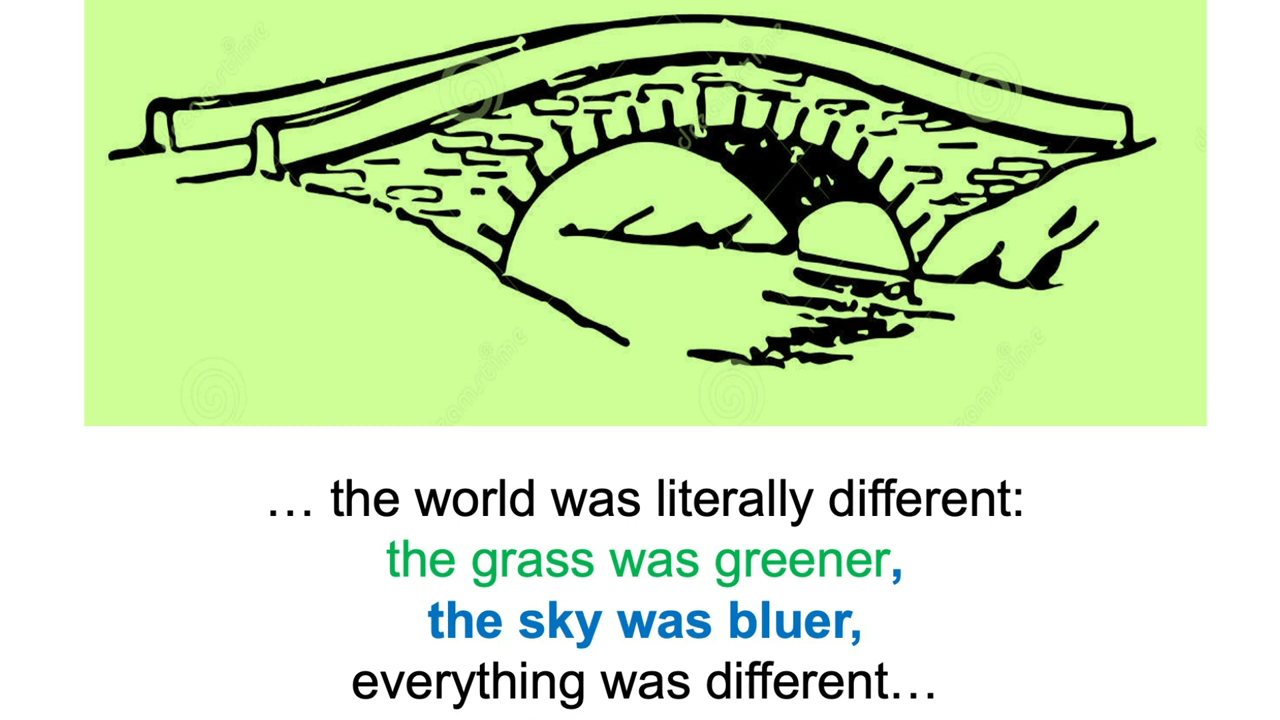 … the world was literally different:
the grass was greener,
the sky was bluer,
everything was different…